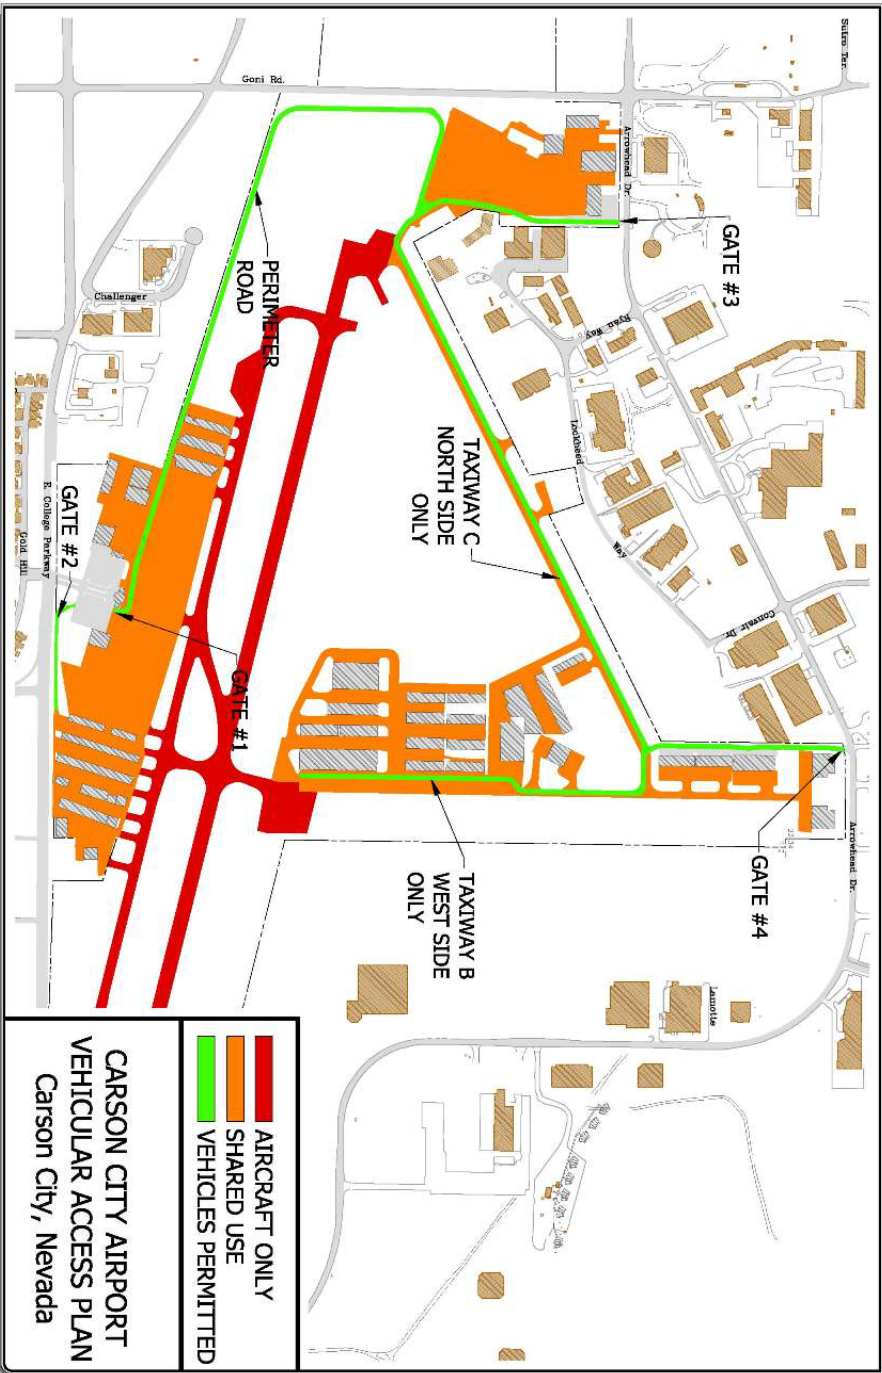 Sutro Ter.
Goni Rd.
Arrowhead Dr.
GATE #3
Challenger
PERIMETER
ROAD
Ryan Way
Lockheed
Way
TAXIWAY C
NORTH SIDE
ONLY
Convair Dr.
GATE #2
E. College Parkway
Gold Hill
GATE #1
GATE #4
Arrowhead Dr.
TAXIWAY B
WEST SIDE
ONLY
Lamotte
AIRCRAFT ONLY
SHARED USE
VEHICLES PERMITTED
CARSON CITY AIRPORT
VEHICULAR ACCESS PLAN
Carson City, Nevada